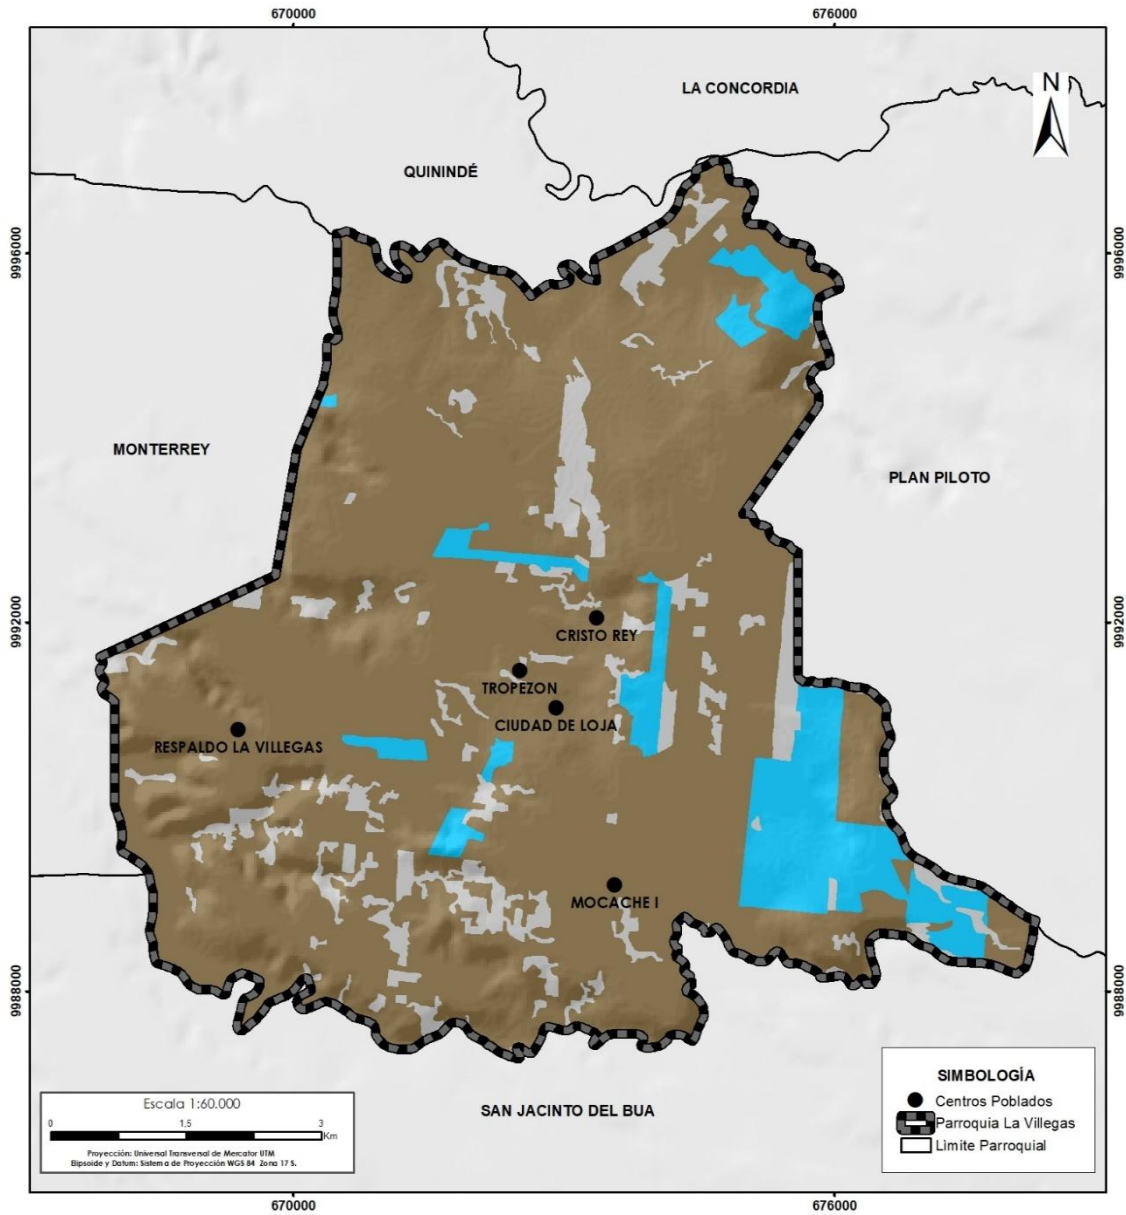 670000
676000
LA CONCORDIA
N
QUININDÉ
9996000
9996000
MONTERREY
PLAN PILOTO
9992000
9992000
CRISTO REY
TROPEZON
CIUDAD DE LOJA
RESPALDO LA VILLEGAS
MOCACHE I
9988000
9988000
SAN JACINTO DEL BUA
SIMBOLOGÍA
Centros Poblados
Parroquia La Villegas
Lìmite Parroquial
Escala 1:60.000
0 1,5 3
Km
Proyección: Universal Transversal de Mercator UTM
Elipsoide y Datum: Sistema de Proyección WGS 84 Zona 17 S.
670000
676000